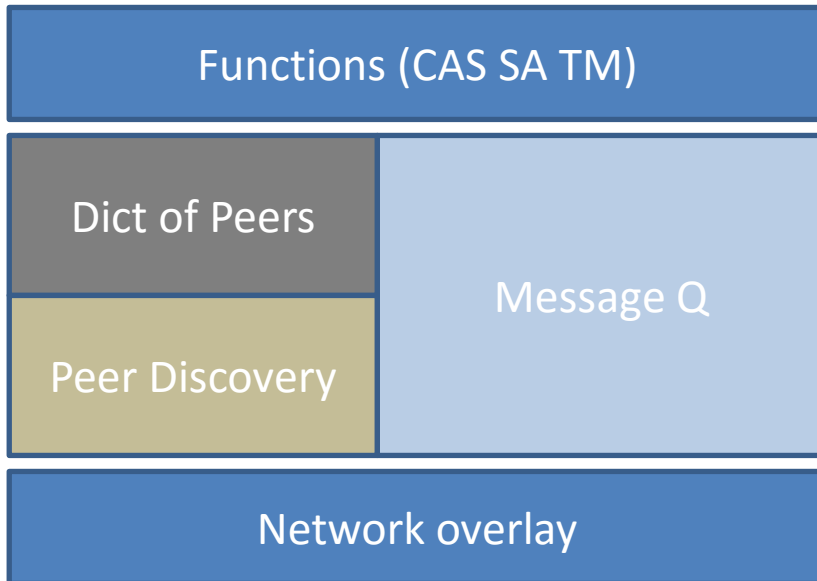 Functions (CAS SA TM)
Dict of Peers
Message Q
Peer Discovery
Network overlay